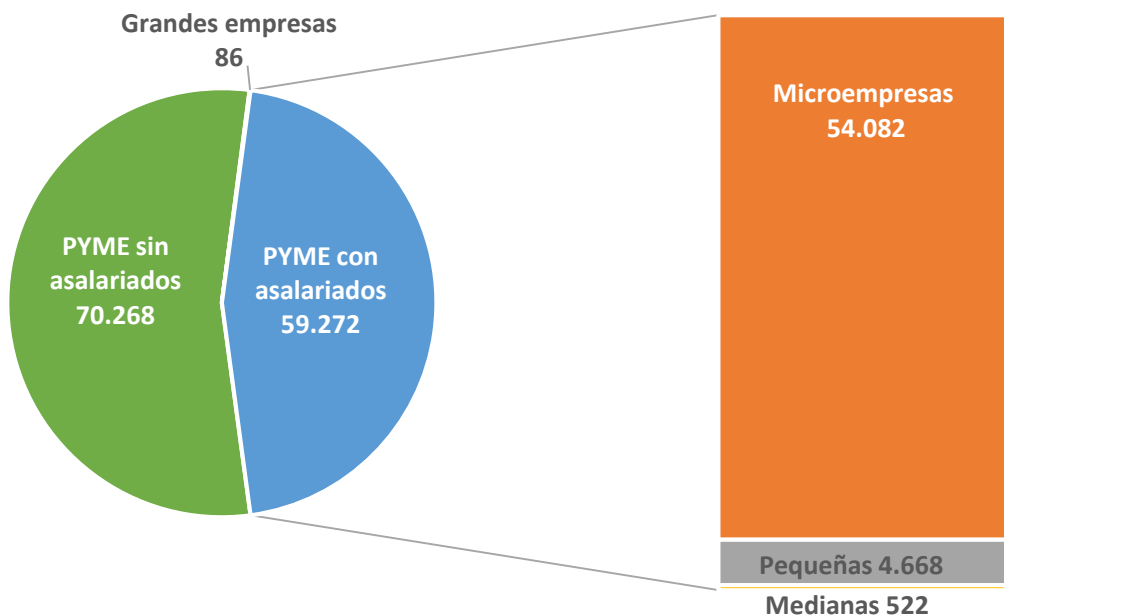 Grandes empresas
86
PYME sin
asalariados
70.268
PYME con
asalariados
59.272
Microempresas
54.082
Pequeñas 4.668
Medianas 522